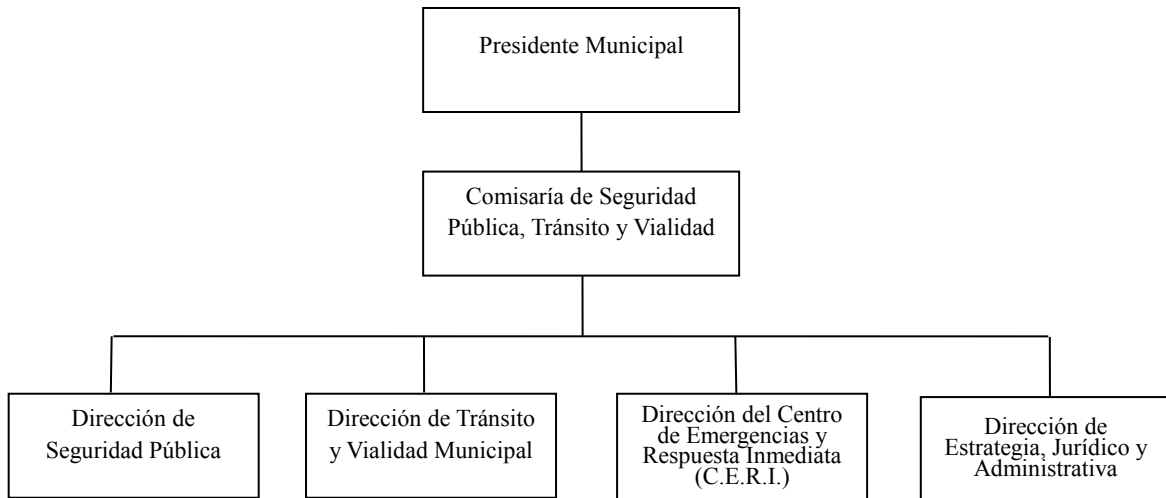 Presidente Municipal
Comisaría de Seguridad
Pública, Tránsito y Vialidad
Dirección de
Seguridad Pública
Dirección de Tránsito
y Vialidad Municipal
Dirección del Centro
de Emergencias y
Respuesta Inmediata
(C.E.R.I.)
Dirección de
Estrategia, Jurídico y
Administrativa